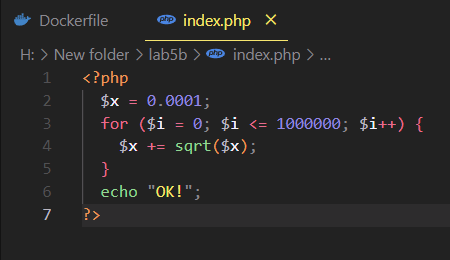 Dockerfile index.php ×
H: > New folder > lab5b > php index.php > ...
1 <?php
2 $x = 0.0001;
3 for ($i = 0; $i <= 1000000; $i++) {
4 $x += sqrt($x);
5 }
6 echo "OK!";
7 ?>